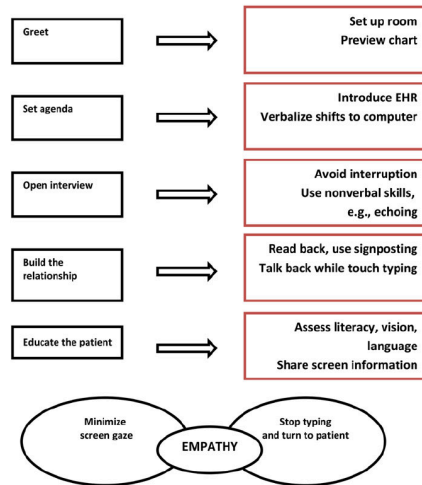 Greet
Set up room
Preview chart
Set agenda
Introduce EHR
Verbalize shifts to computer
Open interview
Avoid interruption
Use nonverbal skills,
e.g., echoing
Build the
relationship
Read back, use signposting
Talk back while touch typing
Educate the patient
Assess literacy, vision,
language
Share screen information
Minimize
screen gaze
EMPATHY
Stop typing
and turn to patient